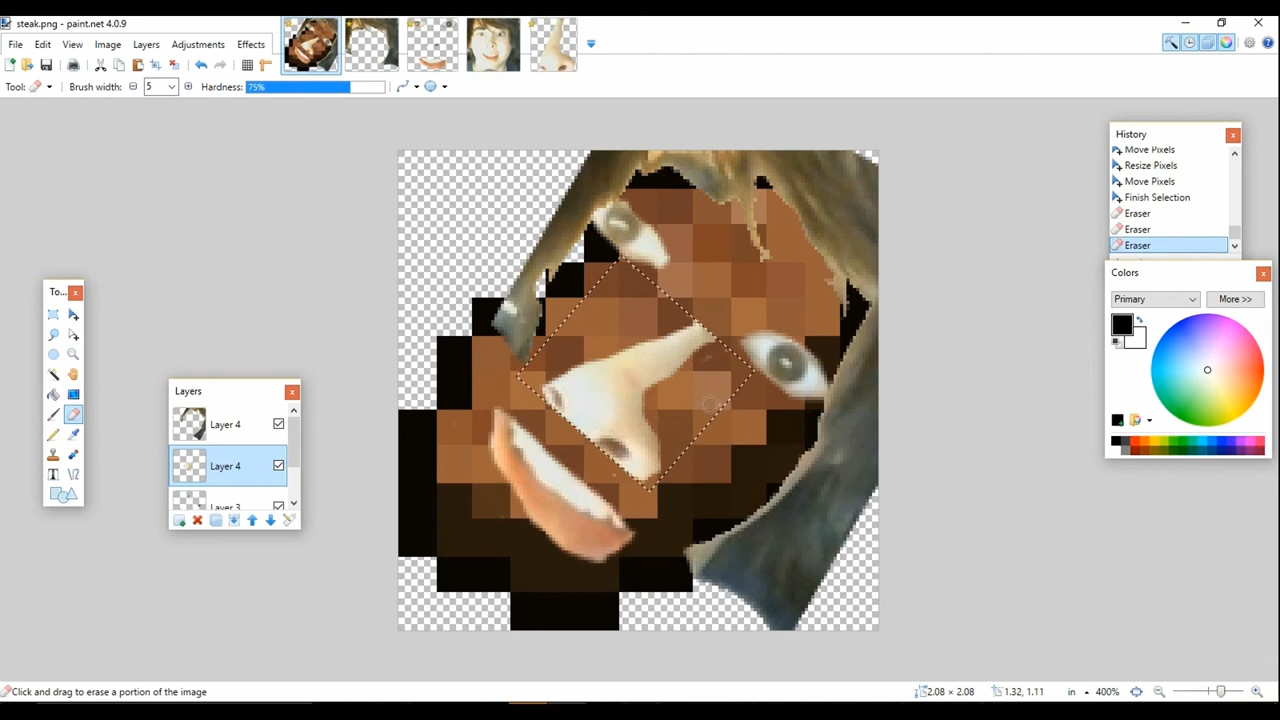 steak.png - paint.net 4.0.9
File Edit View Image Layers Adjustments Effects
Tool: Brush width: 5 Hardness: 75%
History
Move Pixels
Resize Pixels
Move Pixels
Finish Selection
Eraser
Eraser
Eraser
Colors
Primary More >>
To...
Layers
Layer 4
Layer 4
Layer 3
Click and drag to erase a portion of the image 2.08 × 2.08 1.32, 1.11 in 400%